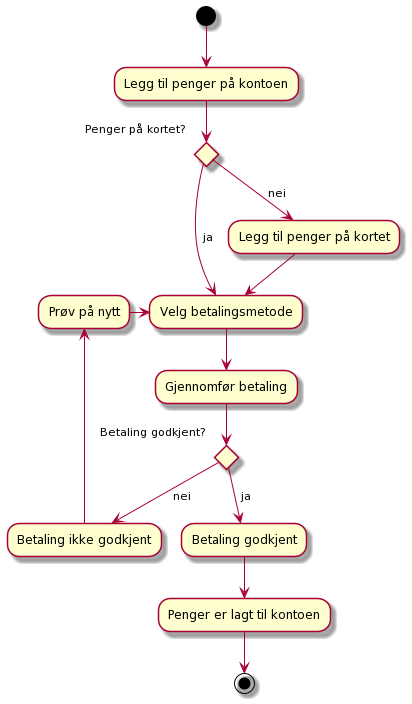 Legg til penger på kontoen
Penger på kortet?
nei
Legg til penger på kortet
ja
Prøv på nytt
Velg betalingsmetode
Gjennomfør betaling
Betaling godkjent?
nei
ja
Betaling ikke godkjent
Betaling godkjent
Penger er lagt til kontoen